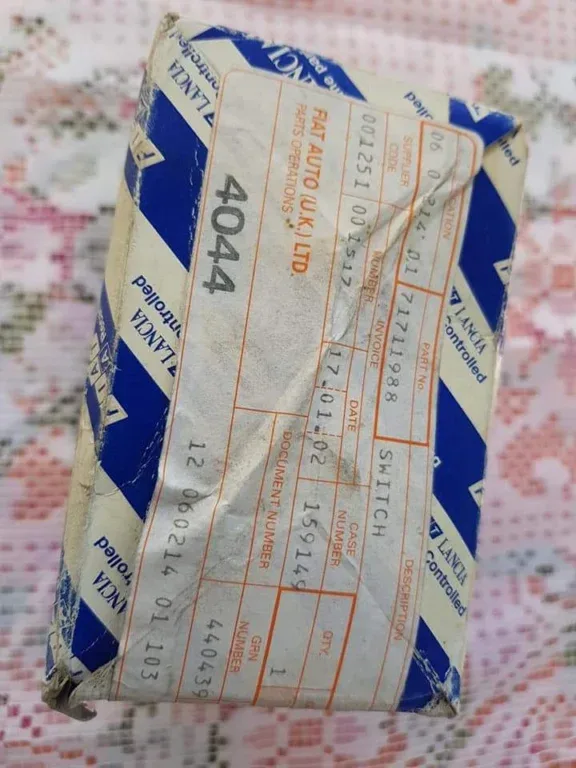 LOCATION PART No. DESCRIPTION
06 0214 01 71711988 SWITCH
SUPPLIER CODE NUMBER INVOICE DATE CASE NUMBER QTY.
001251 001517 17-01-02 159149 1
FIAT AUTO (U.K.) LTD.
PARTS OPERATIONS
DOCUMENT NUMBER GRN NUMBER
440439
4044
12 060214 01 103
LANCIA
controlled
LANCIA
controlled
LANCIA
controlled
LANCIA
controlled
LANCIA
controlled
LANCIA
controlled